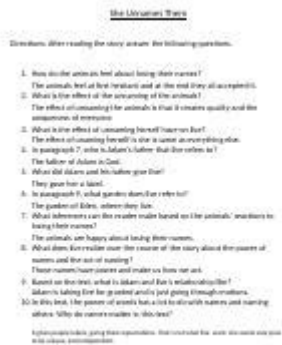 She Unnames Them
Directions: After reading the story answer the following questions.
1. How do the animals feel about losing their names?
The animals feel at first hesitant and at the end they all accepted it.
2. What is the effect of the unnaming of the animals?
The effect of unnaming the animals is that it creates equality and the
uniqueness of everyone
3. What is the effect of unnaming herself have on Eve?
The effect of unnaming herself is she is same as everything else.
4. In paragraph 7, who is Adam's father that Eve refers to?
The father of Adam is God.
5. What did Adam and his father give Eve?
They gave her a label.
6. In paragraph 9, what garden does Eve refer to?
The garden of Eden, where they live.
7. What inferences can the reader make based on the animals' reactions to
losing their names?
The animals are happy about losing their names.
8. What does Eve realize over the course of the story about the power of
names and the act of naming?
Those names have power and make us how we act.
9. Based on the text, what is Adam and Eve's relationship like?
Adam is taking Eve for granted and is just going through motions.
10. In this text, the power of words has a lot to do with names and naming
others. Why do names matter in this text?